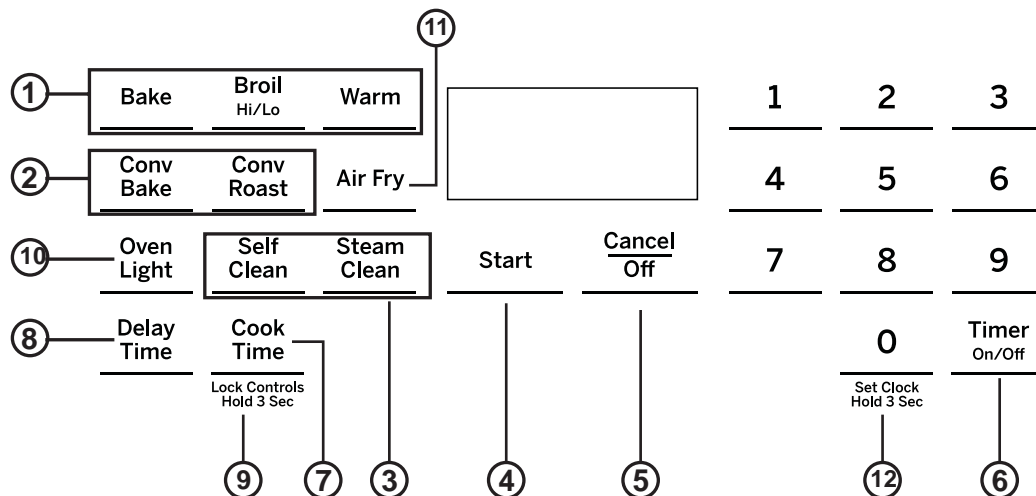 11
1
Bake
Broil
Hi/Lo
Warm
1
2
3
2
Conv
Bake
Conv
Roast
Air Fry
4
5
6
10
Oven
Light
Self
Clean
Steam
Clean
Start
Cancel
Off
7
8
9
8
Delay
Time
Cook
Time
Lock Controls
Hold 3 Sec
0
Set Clock
Hold 3 Sec
Timer
On/Off
9
7
3
4
5
12
6